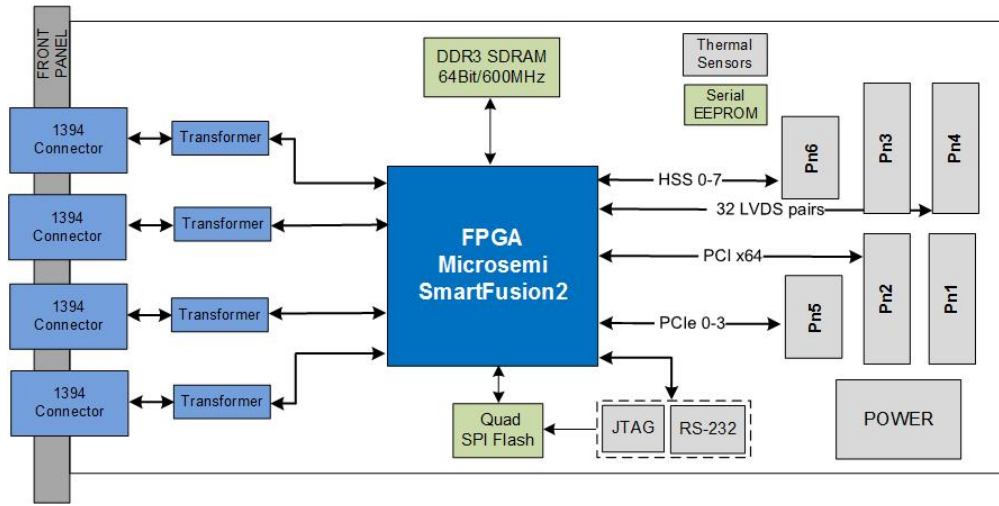 FRONT
PANEL
1394
Connector
Transformer
1394
Connector
Transformer
1394
Connector
Transformer
1394
Connector
Transformer
DDR3 SDRAM
64Bit/600MHz
FPGA
Microsemi
SmartFusion2
Quad
SPI Flash
JTAG
RS-232
Thermal
Sensors
Serial
EEPROM
HSS 0-7
32 LVDS pairs
PCI x64
PCIe 0-3
Pn6
Pn3
Pn4
Pn5
Pn2
Pn1
POWER